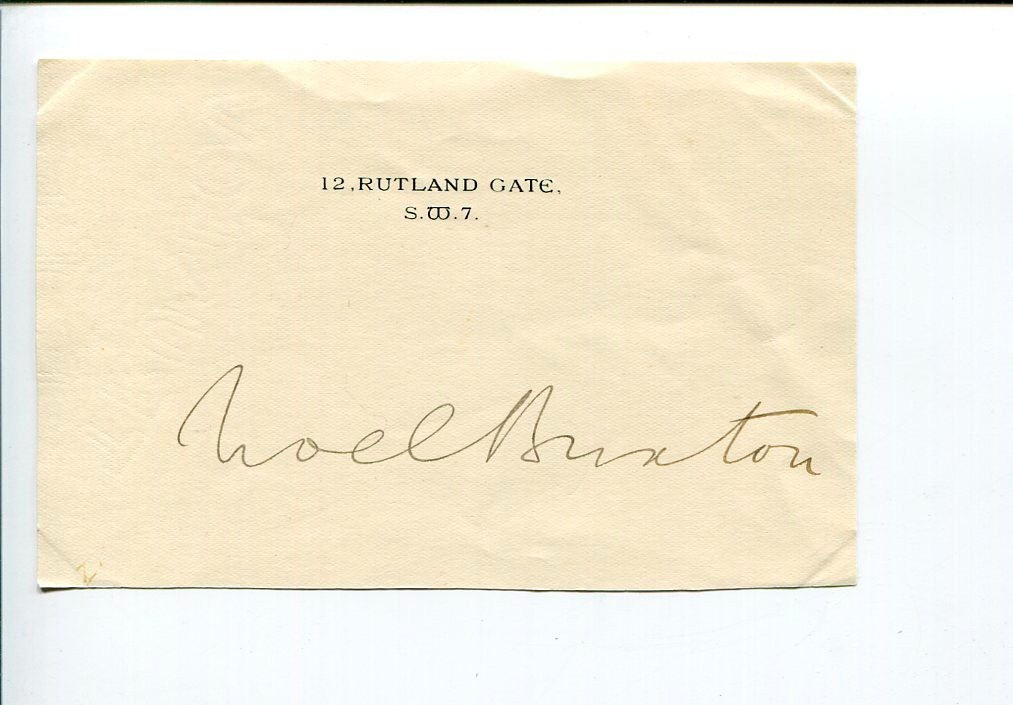 12, RUTLAND GATE,
S.W.7.
Noel Buxton